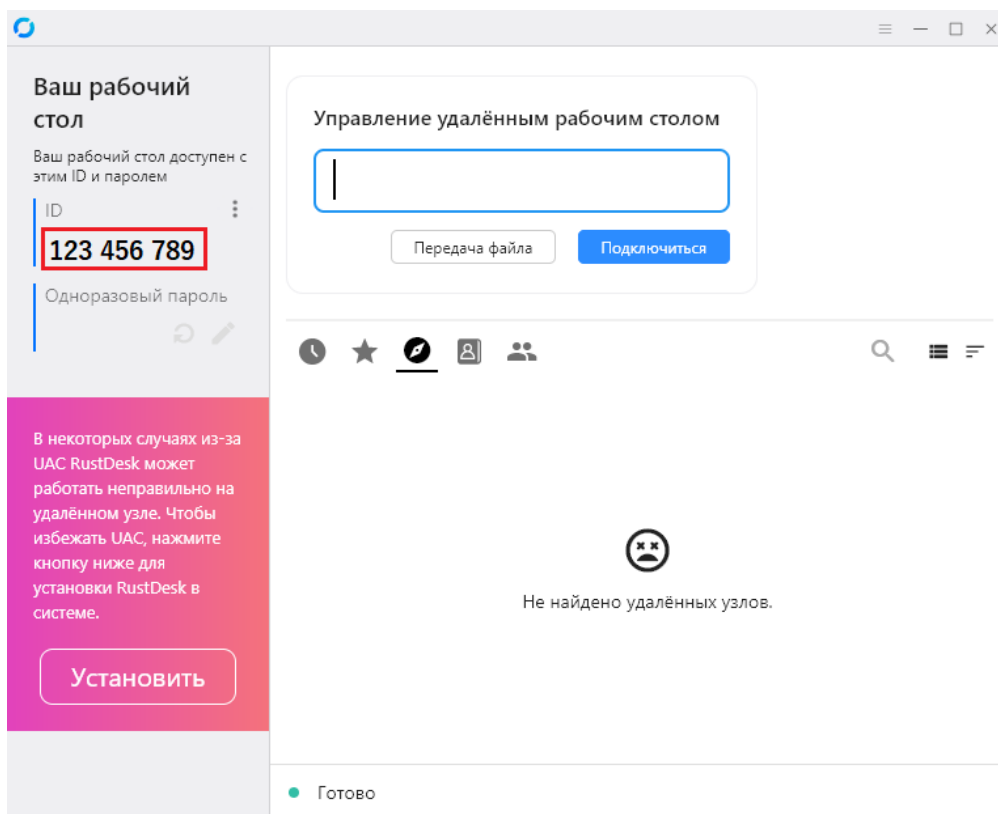 Ваш рабочий
стол
Ваш рабочий стол доступен с
этим ID и паролем
ID
123 456 789
Одноразовый пароль
В некоторых случаях из-за
UAC RustDesk может
работать неправильно на
удалённом узле. Чтобы
избежать UAC, нажмите
кнопку ниже для
установки RustDesk в
системе.
Установить
Управление удалённым рабочим столом
Передача файла
Подключиться
Не найдено удалённых узлов.
Готово